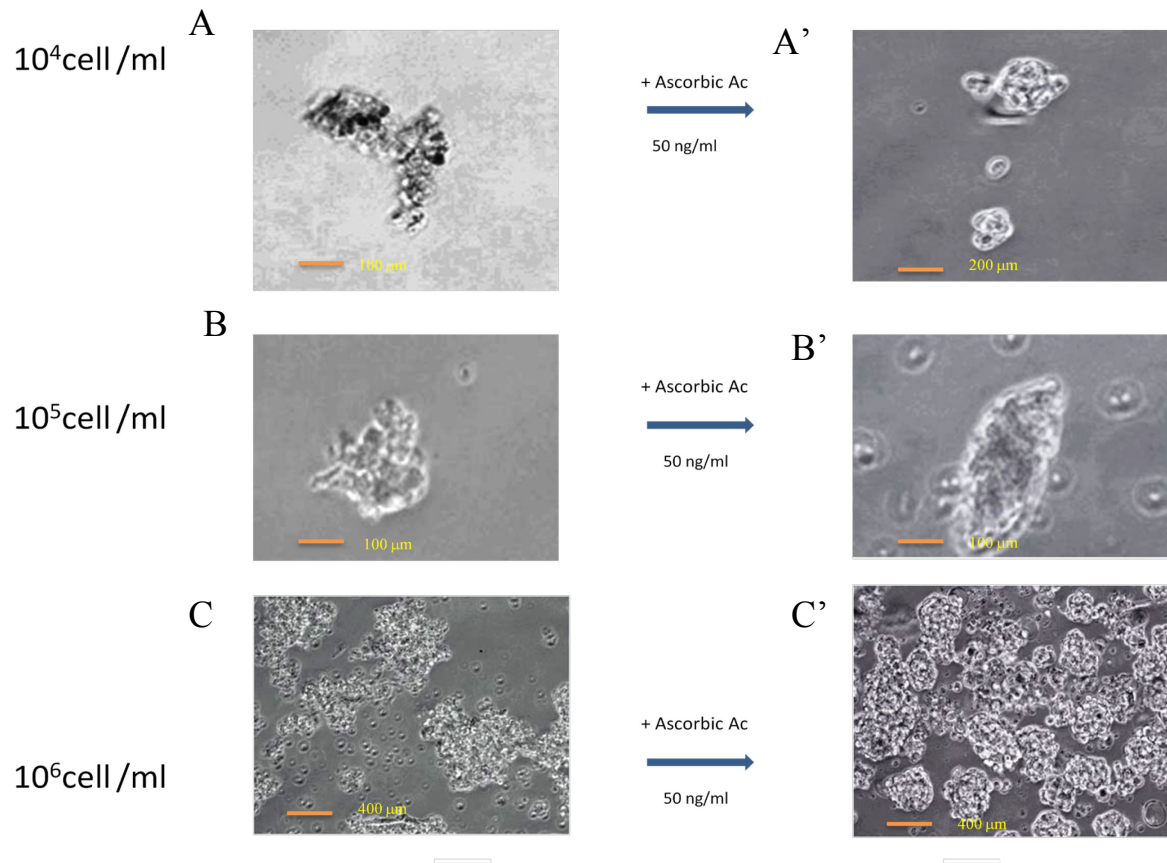 A
10⁴cell /ml
100 μm
+ Ascorbic Ac
50 ng/ml
A’
200 μm
B
10⁵cell /ml
100 μm
+ Ascorbic Ac
50 ng/ml
B’
100 μm
C
10⁶cell /ml
400 μm
+ Ascorbic Ac
50 ng/ml
C’
400 μm